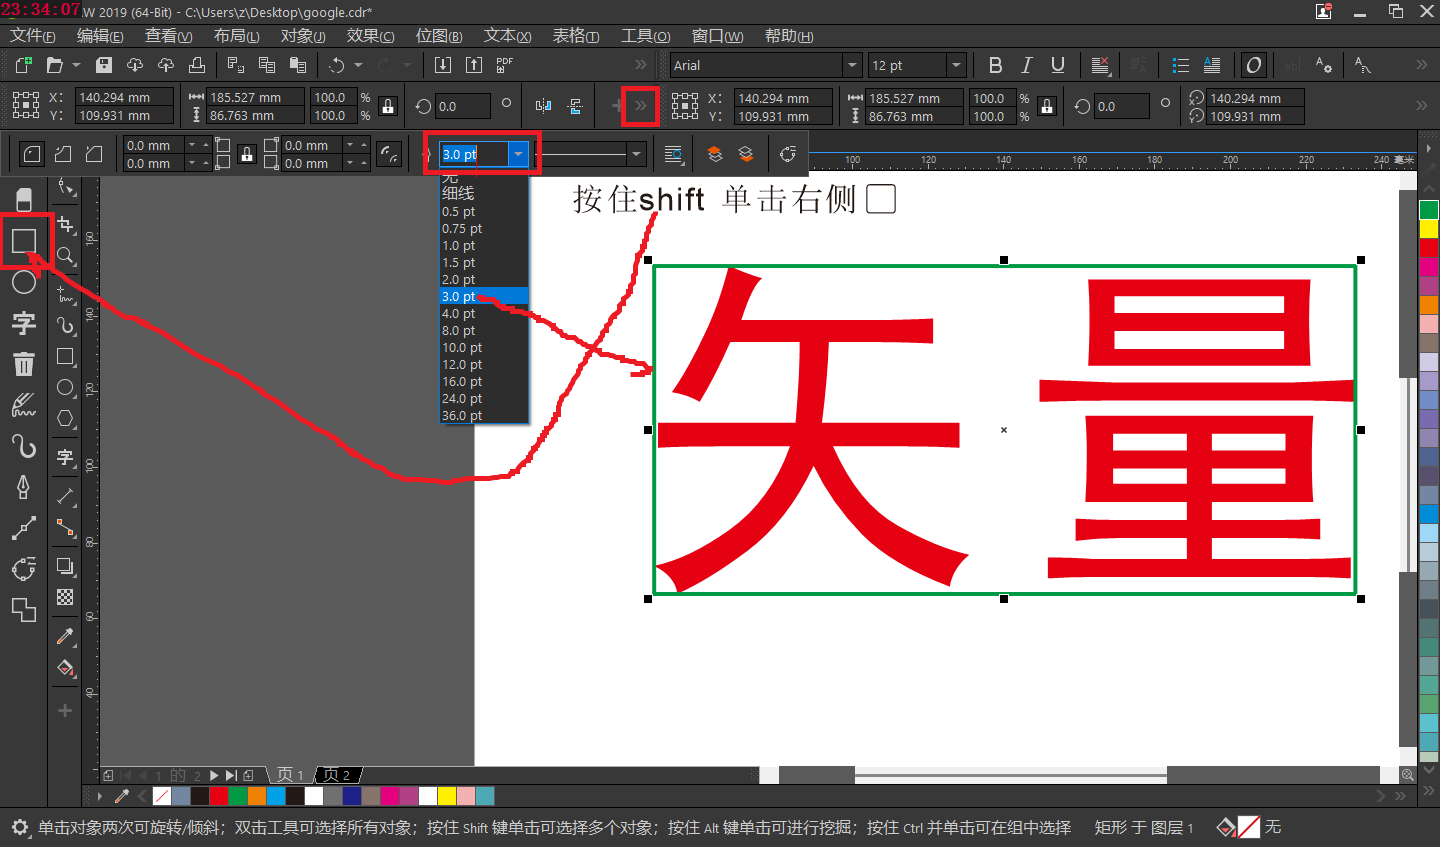 23:34:07
W 2019 (64-Bit) - C:\Users\z\Desktop\google.cdr*
文件(F) 编辑(E) 查看(V) 布局(L) 对象(J) 效果(C) 位图(B) 文本(X) 表格(T) 工具(O) 窗口(W) 帮助(H)
PDF Arial 12 pt B I U O ab|
X: 140.294 mm 185.527 mm 100.0 % 0.0 X: 140.294 mm 185.527 mm 100.0 % 0.0 140.294 mm
Y: 109.931 mm 86.763 mm 100.0 % Y: 109.931 mm 86.763 mm 100.0 % 109.931 mm
0.0 mm 0.0 mm 3.0 pt
0.0 mm 0.0 mm
100 120 140 160 180 200 220 240 毫米
无
细线
0.5 pt
0.75 pt
1.0 pt
1.5 pt
2.0 pt
3.0 pt
4.0 pt
8.0 pt
10.0 pt
12.0 pt
16.0 pt
24.0 pt
36.0 pt
按住shift 单击右侧
矢量
字
字
160
140
120
100
80
60
40
1 的 2 页 1 页 2
单击对象两次可旋转/倾斜；双击工具可选择所有对象；按住 Shift 键单击可选择多个对象；按住 Alt 键单击可进行挖掘；按住 Ctrl 并单击可在组中选择 矩形 于 图层 1 无